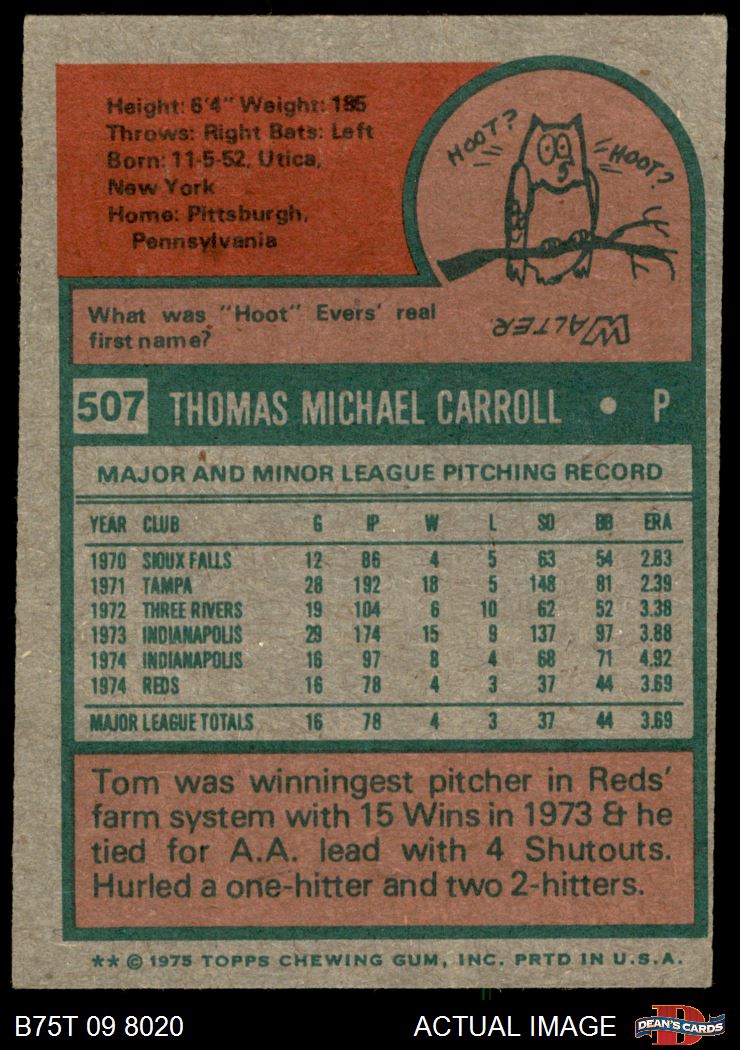 Height: 6'4" Weight: 185
Throws: Right Bats: Left
Born: 11-5-52, Utica,
New York
Home: Pittsburgh,
Pennsylvania
HOOT?
HOOT?
What was "Hoot" Evers' real
first name?
WALTER.
507 THOMAS MICHAEL CARROLL • P
MAJOR AND MINOR LEAGUE PITCHING RECORD
YEAR CLUB G IP W L SO BB ERA
1970 SIOUX FALLS 12 86 4 5 63 54 2.83
1971 TAMPA 28 192 18 5 148 81 2.39
1972 THREE RIVERS 19 104 6 10 62 52 3.38
1973 INDIANAPOLIS 29 174 15 9 137 97 3.88
1974 INDIANAPOLIS 16 97 8 4 68 71 4.92
1974 REDS 16 78 4 3 37 44 3.69
MAJOR LEAGUE TOTALS 16 78 4 3 37 44 3.69
Tom was winningest pitcher in Reds'
farm system with 15 Wins in 1973 & he
tied for A.A. lead with 4 Shutouts.
Hurled a one-hitter and two 2-hitters.
** © 1975 TOPPS CHEWING GUM, INC. PRTD IN U.S.A.
B75T 09 8020 ACTUAL IMAGE
D
DEAN'S CARDS